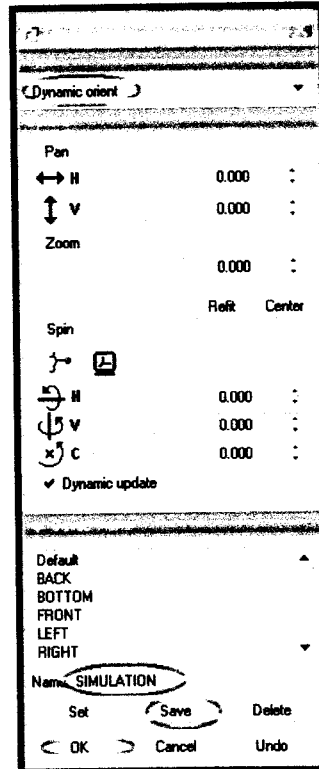 Dynamic orient
Pan
H 0.000
V 0.000
Zoom
0.000
Refit Center
Spin
H 0.000
V 0.000
C 0.000
Dynamic update
Default
BACK
BOTTOM
FRONT
LEFT
RIGHT
Name SIMULATION
Set Save Delete
OK Cancel Undo